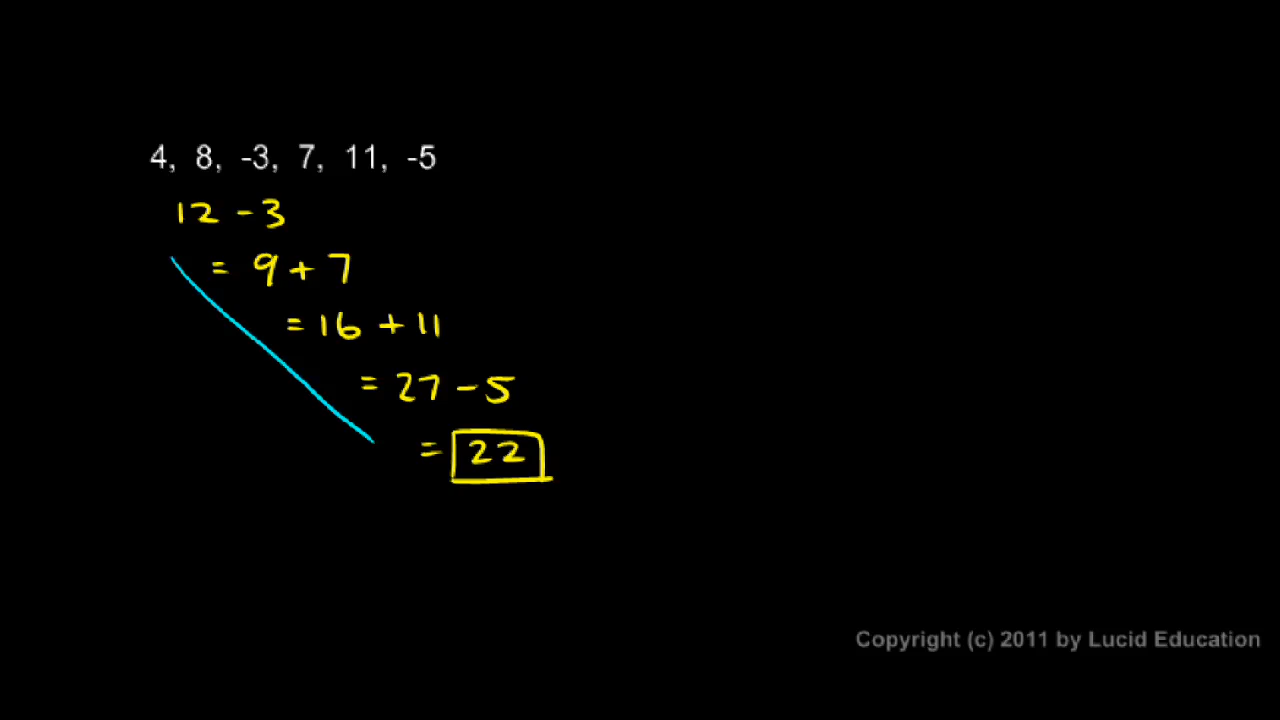 4, 8, -3, 7, 11, -5
12 - 3
= 9 + 7
= 16 + 11
= 27 - 5
= 22
Copyright (c) 2011 by Lucid Education